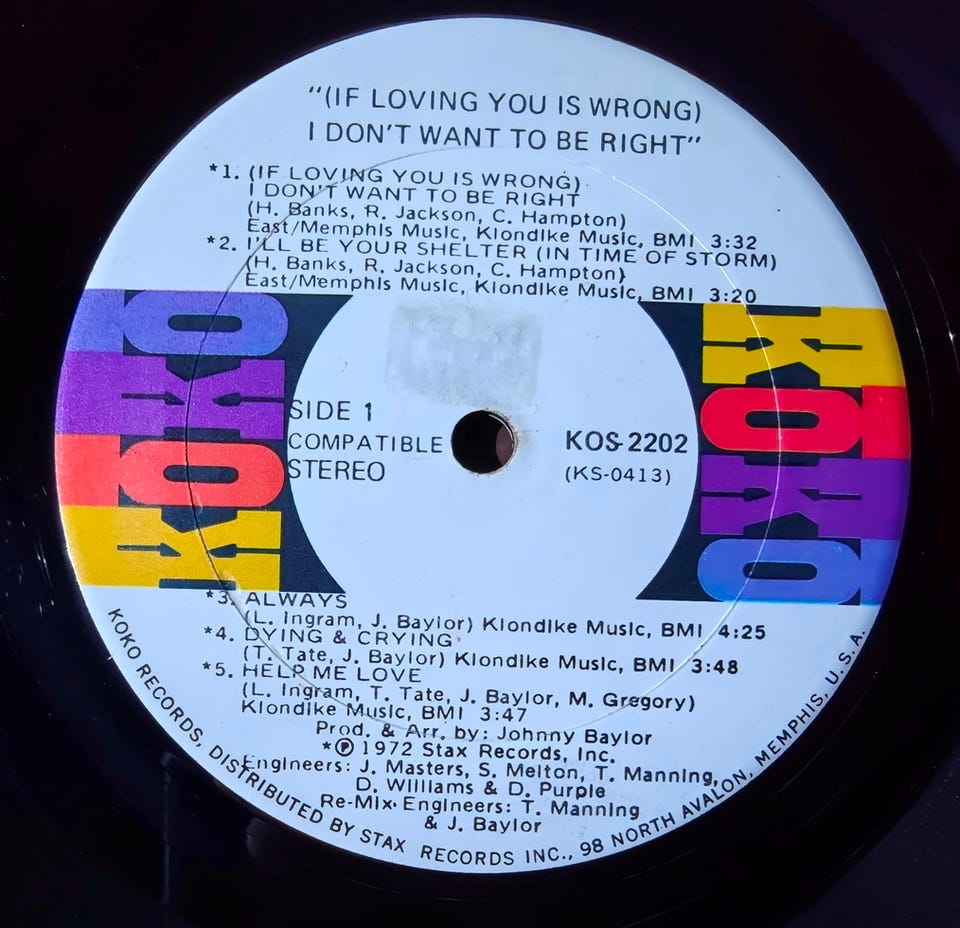 "(IF LOVING YOU IS WRONG)
I DON'T WANT TO BE RIGHT"
*1. (IF LOVING YOU IS WRONG)
I DON'T WANT TO BE RIGHT
(H. Banks, R. Jackson, C. Hampton)
East/Memphis Music, Klondike Music, BMI 3:32
*2. I'LL BE YOUR SHELTER (IN TIME OF STORM)
(H. Banks, R. Jackson, C. Hampton)
East/Memphis Music, Klondike Music, BMI 3:20
KOKO
KOKO
SIDE 1
COMPATIBLE
STEREO
KOS-2202
(KS-0413)
*3. ALWAYS
(L. Ingram, J. Baylor) Klondike Music, BMI 4:25
*4. DYING & CRYING
(T. Tate, J. Baylor) Klondike Music, BMI 3:48
*5. HELP ME LOVE
(L. Ingram, T. Tate, J. Baylor, M. Gregory)
Klondike Music, BMI 3:47
Prod. & Arr. by: Johnny Baylor
*℗ 1972 Stax Records, Inc.
Engineers: J. Masters, S. Melton, T. Manning,
D. Williams & D. Purple
Re-Mix Engineers: T. Manning
& J. Baylor
KOKO RECORDS, DISTRIBUTED BY STAX RECORDS INC., 98 NORTH AVALON, MEMPHIS, U. S. A.